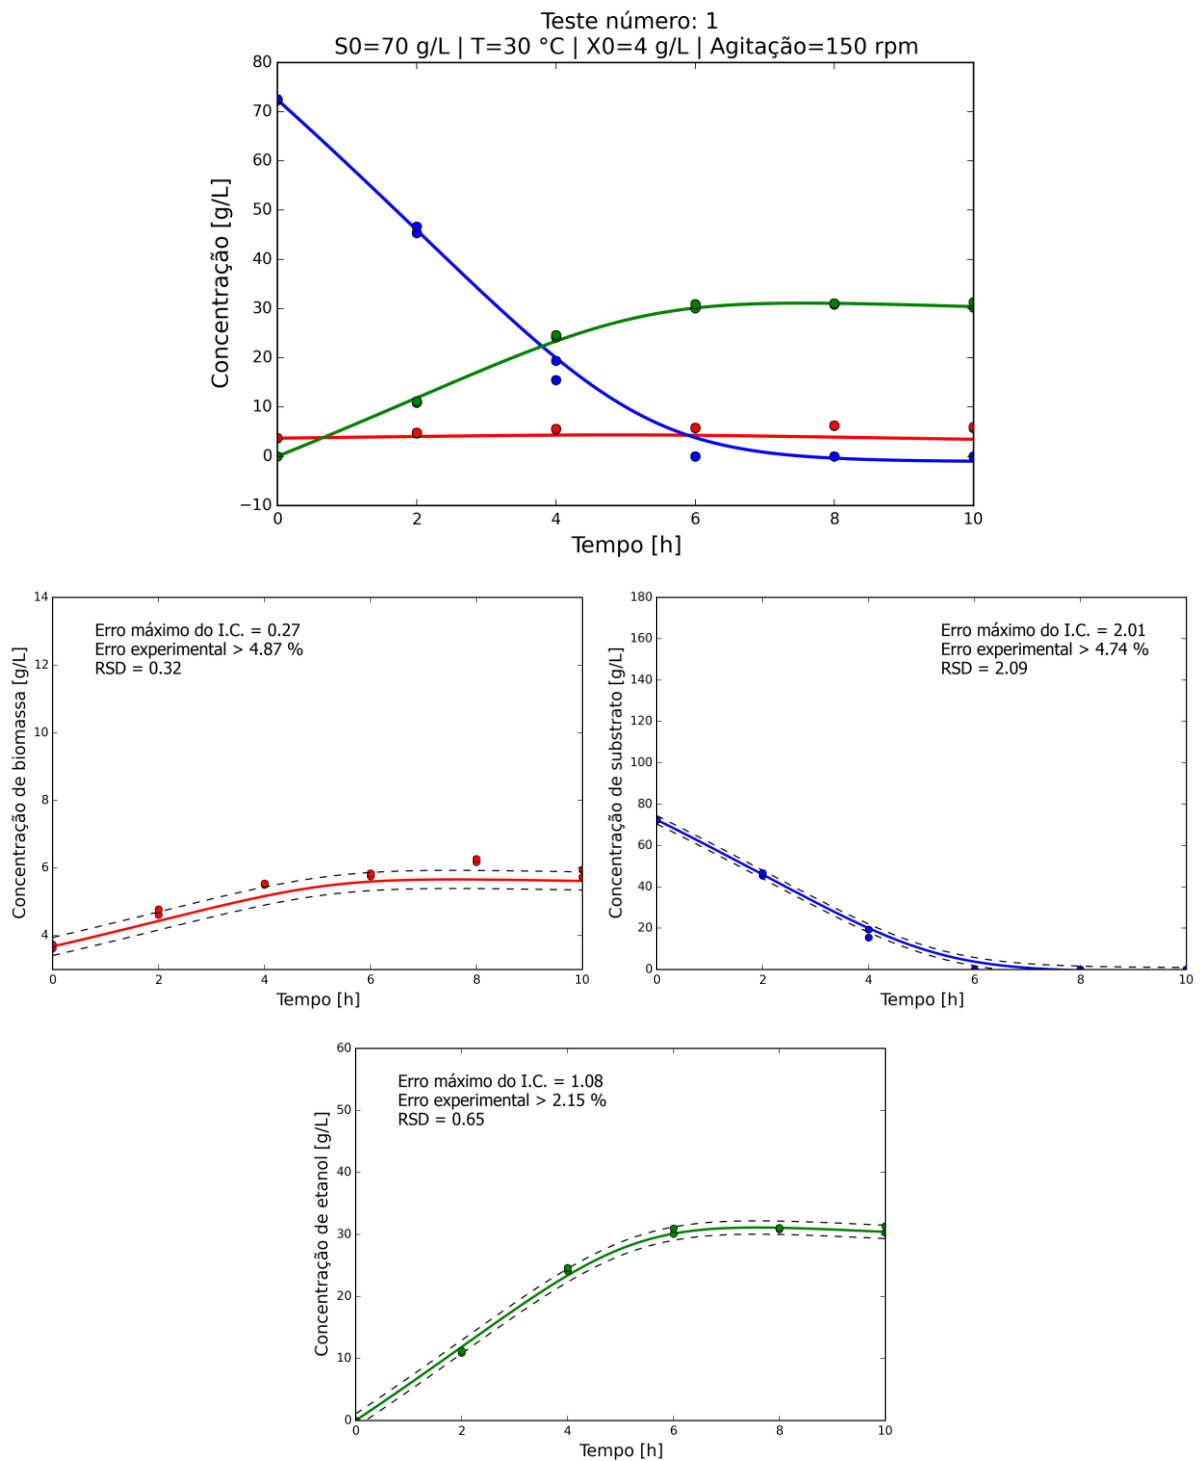 Teste número: 1
S0=70 g/L | T=30 °C | X0=4 g/L | Agitação=150 rpm
80
70
60
50
40
30
20
10
0
−10
Concentração [g/L]
0 2 4 6 8 10
Tempo [h]
14
12
10
8
6
4
Concentração de biomassa [g/L]
Erro máximo do I.C. = 0.27
Erro experimental > 4.87 %
RSD = 0.32
0 2 4 6 8 10
Tempo [h]
180
160
140
120
100
80
60
40
20
0
Concentração de substrato [g/L]
Erro máximo do I.C. = 2.01
Erro experimental > 4.74 %
RSD = 2.09
0 2 4 6 8 10
Tempo [h]
60
50
40
30
20
10
0
Concentração de etanol [g/L]
Erro máximo do I.C. = 1.08
Erro experimental > 2.15 %
RSD = 0.65
0 2 4 6 8 10
Tempo [h]